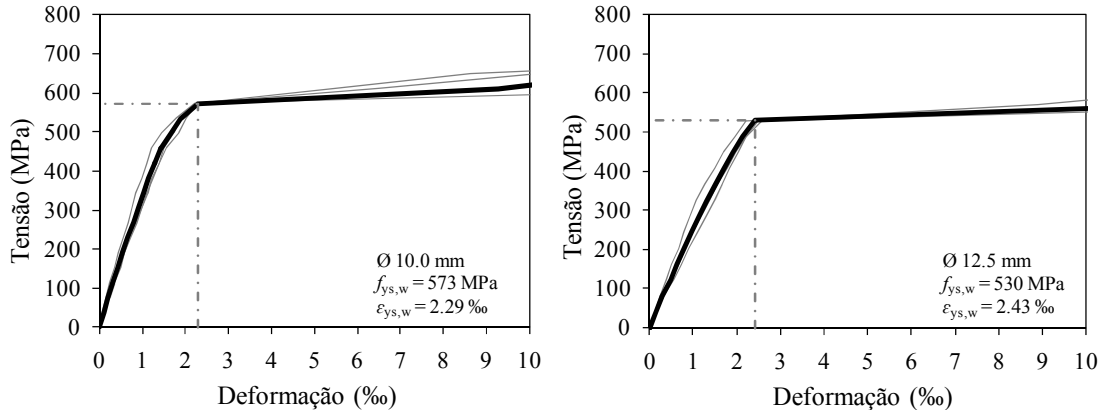 800
700
600
500
400
300
200
100
0
Tensão (MPa)
0 1 2 3 4 5 6 7 8 9 10
Deformação (‰)
Ø 10.0 mm
fys,w = 573 MPa
εys,w = 2.29 ‰
800
700
600
500
400
300
200
100
0
Tensão (MPa)
0 1 2 3 4 5 6 7 8 9 10
Deformação (‰)
Ø 12.5 mm
fys,w = 530 MPa
εys,w = 2.43 ‰